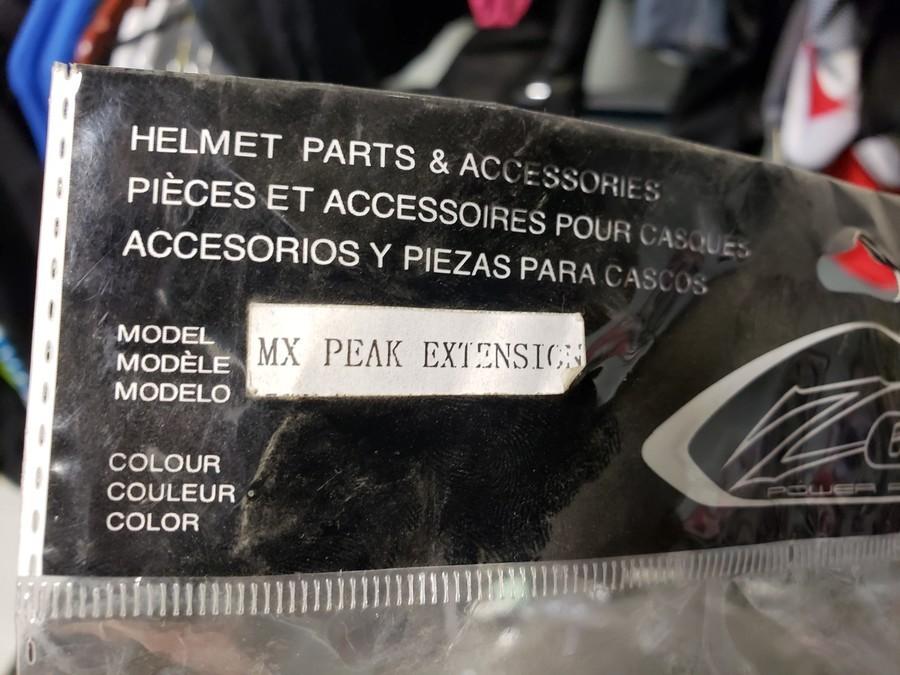 HELMET PARTS & ACCESSORIES
PIÈCES ET ACCESSOIRES POUR CASQUES
ACCESORIOS Y PIEZAS PARA CASCOS
MODEL
MODÈLE
MODELO
MX PEAK EXTENSION
COLOUR
COULEUR
COLOR
POWER